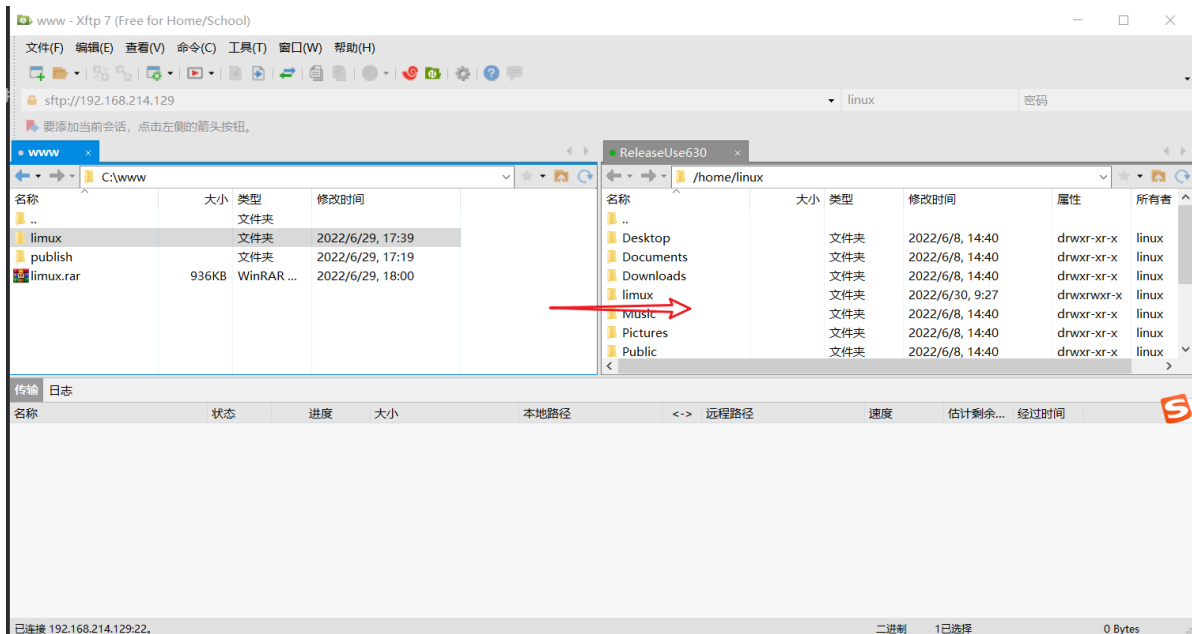 www - Xftp 7 (Free for Home/School)
文件(F) 编辑(E) 查看(V) 命令(C) 工具(T) 窗口(W) 帮助(H)
sftp://192.168.214.129 linux 密码
要添加当前会话，点击左侧的箭头按钮。
www × ReleaseUse630 ×
C:\www /home/linux
名称 大小 类型 修改时间 名称 大小 类型 修改时间 属性 所有者
.. 文件夹 ..
limux 文件夹 2022/6/29, 17:39 Desktop 文件夹 2022/6/8, 14:40 drwxr-xr-x linux
publish 文件夹 2022/6/29, 17:19 Documents 文件夹 2022/6/8, 14:40 drwxr-xr-x linux
limux.rar 936KB WinRAR ... 2022/6/29, 18:00 Downloads 文件夹 2022/6/8, 14:40 drwxr-xr-x linux
limux 文件夹 2022/6/30, 9:27 drwxrwxr-x linux
Music 文件夹 2022/6/8, 14:40 drwxr-xr-x linux
Pictures 文件夹 2022/6/8, 14:40 drwxr-xr-x linux
Public 文件夹 2022/6/8, 14:40 drwxr-xr-x linux
传输 日志
名称 状态 进度 大小 本地路径 <-> 远程路径 速度 估计剩余... 经过时间
已连接 192.168.214.129:22。 二进制 1已选择 0 Bytes